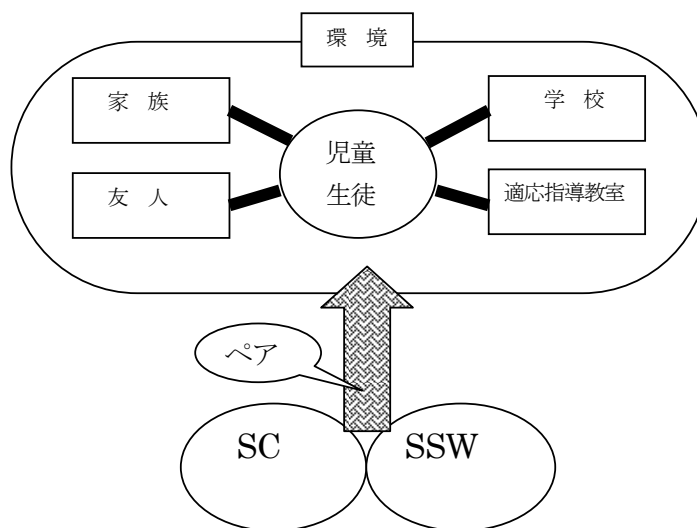 環　境
家　族
学　校
児童
生徒
友　人
適応指導教室
ペア
SC
SSW